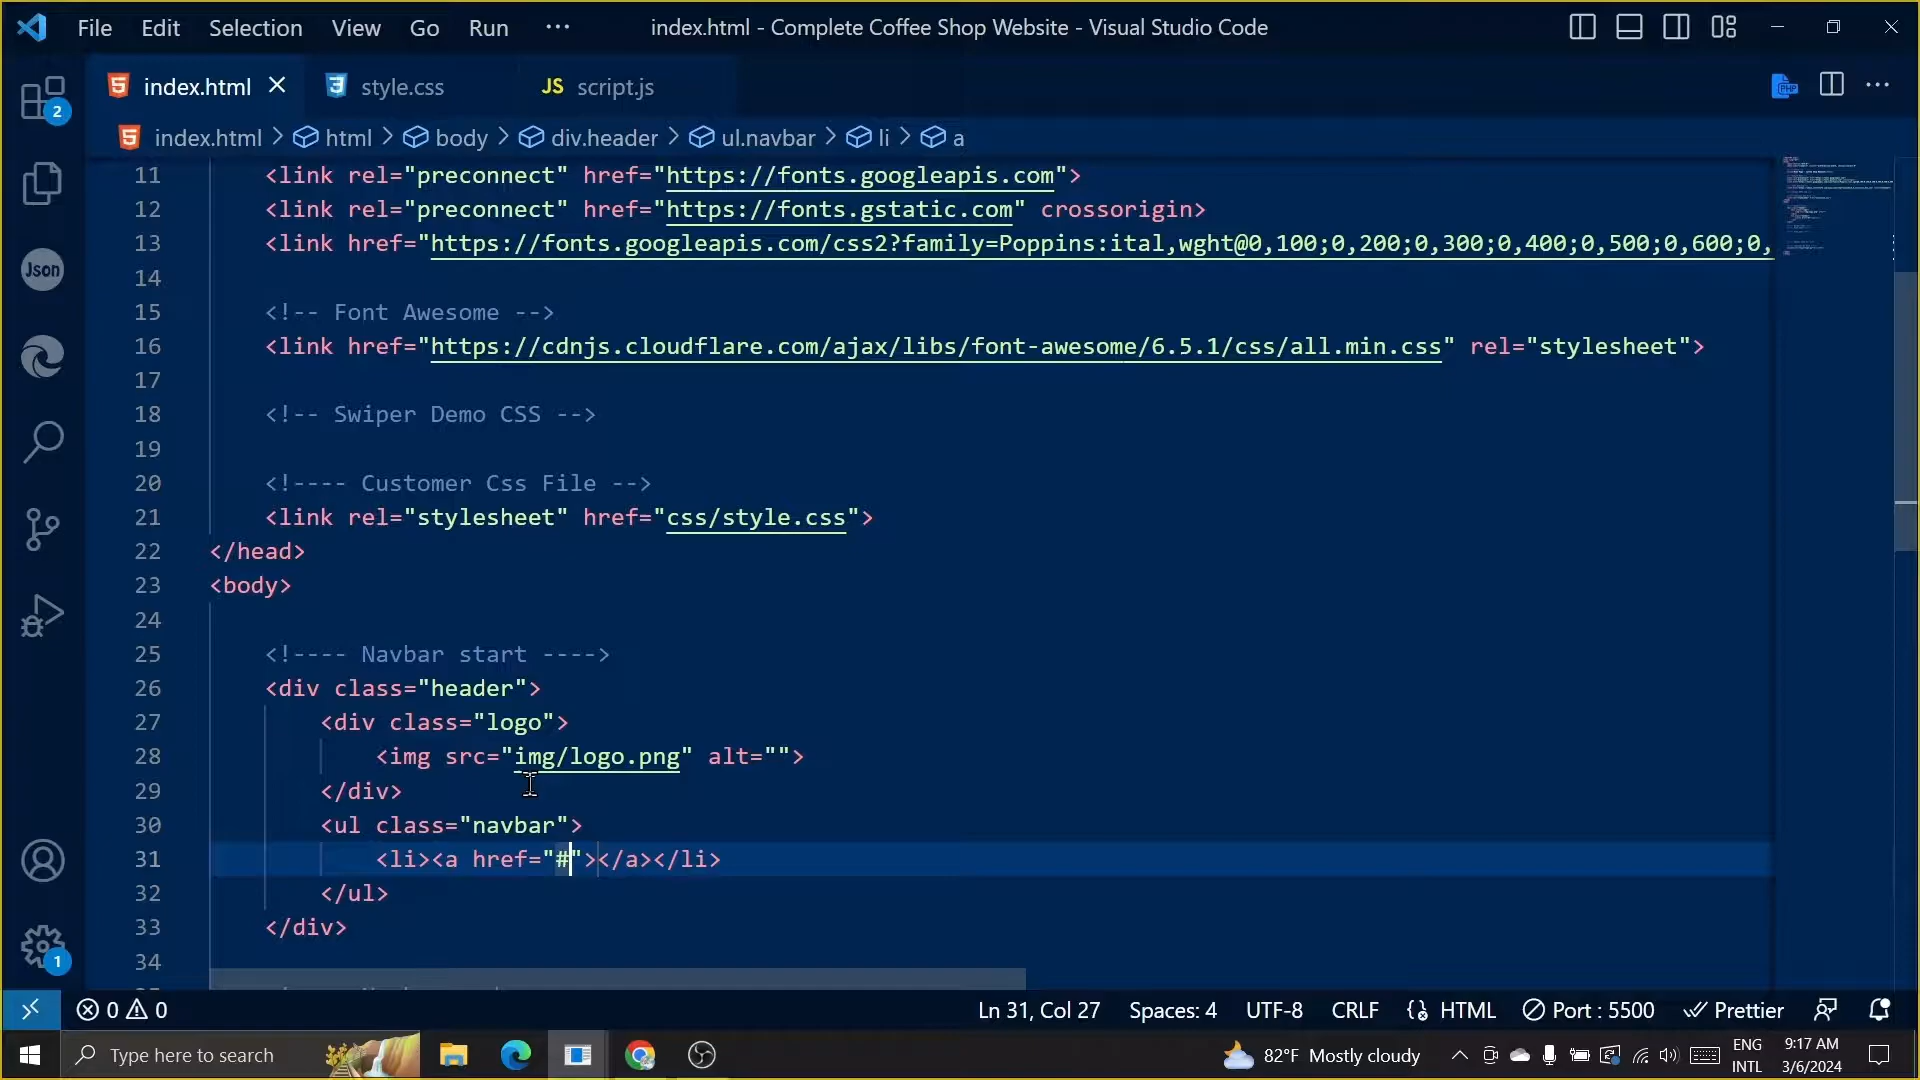 File Edit Selection View Go Run ··· index.html - Complete Coffee Shop Website - Visual Studio Code
index.html style.css JS script.js PHP
index.html > html > body > div.header > ul.navbar > li > a
2
Json
1
11 <link rel="preconnect" href="https://fonts.googleapis.com">
12 <link rel="preconnect" href="https://fonts.gstatic.com" crossorigin>
13 <link href="https://fonts.googleapis.com/css2?family=Poppins:ital,wght@0,100;0,200;0,300;0,400;0,500;0,600;0,
14
15 <!-- Font Awesome -->
16 <link href="https://cdnjs.cloudflare.com/ajax/libs/font-awesome/6.5.1/css/all.min.css" rel="stylesheet">
17
18 <!-- Swiper Demo CSS -->
19
20 <!---- Customer Css File -->
21 <link rel="stylesheet" href="css/style.css">
22 </head>
23 <body>
24
25 <!---- Navbar start ---->
26 <div class="header">
27 <div class="logo">
28 <img src="img/logo.png" alt="">
29 </div>
30 <ul class="navbar">
31 <li><a href="#"></a></li>
32 </ul>
33 </div>
34
0 0 Ln 31, Col 27 Spaces: 4 UTF-8 CRLF HTML Port : 5500 Prettier
Type here to search 82°F Mostly cloudy ENG INTL 9:17 AM 3/6/2024